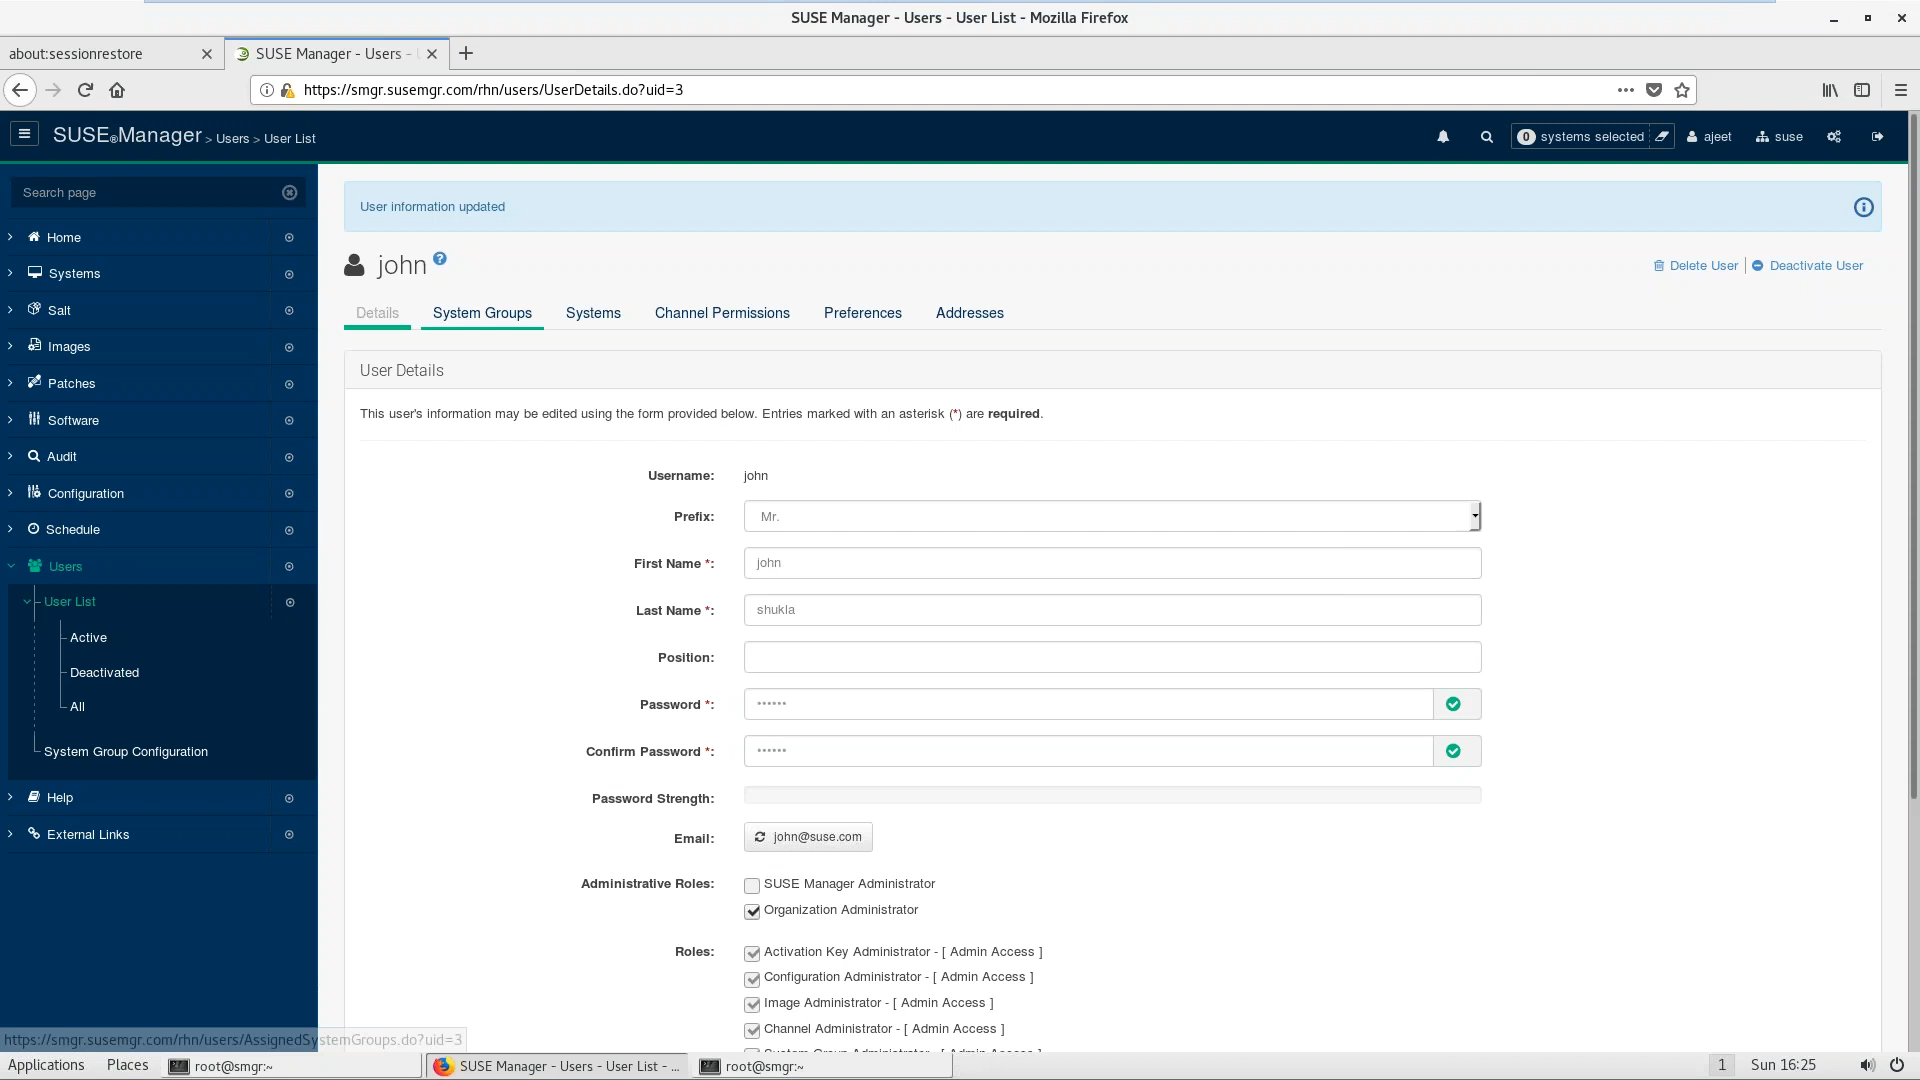 SUSE Manager - Users - User List - Mozilla Firefox
about:sessionrestore
SUSE Manager - Users -
https://smgr.susemgr.com/rhn/users/UserDetails.do?uid=3
SUSE®Manager > Users > User List
0 systems selected
ajeet
suse
Search page
Home
Systems
Salt
Images
Patches
Software
Audit
Configuration
Schedule
Users
User List
Active
Deactivated
All
System Group Configuration
Help
External Links
User information updated
john
Delete User
Deactivate User
Details
System Groups
Systems
Channel Permissions
Preferences
Addresses
User Details
This user's information may be edited using the form provided below. Entries marked with an asterisk (*) are required.
Username: john
Prefix: Mr.
First Name *: john
Last Name *: shukla
Position:
Password *: ••••••
Confirm Password *: ••••••
Password Strength:
Email: john@suse.com
Administrative Roles: SUSE Manager Administrator
Organization Administrator
Roles: Activation Key Administrator - [ Admin Access ]
Configuration Administrator - [ Admin Access ]
Image Administrator - [ Admin Access ]
Channel Administrator - [ Admin Access ]
System Group Administrator - [ Admin Access ]
https://smgr.susemgr.com/rhn/users/AssignedSystemGroups.do?uid=3
Applications
Places
root@smgr:~
SUSE Manager - Users - User List - ...
root@smgr:~
1
Sun 16:25